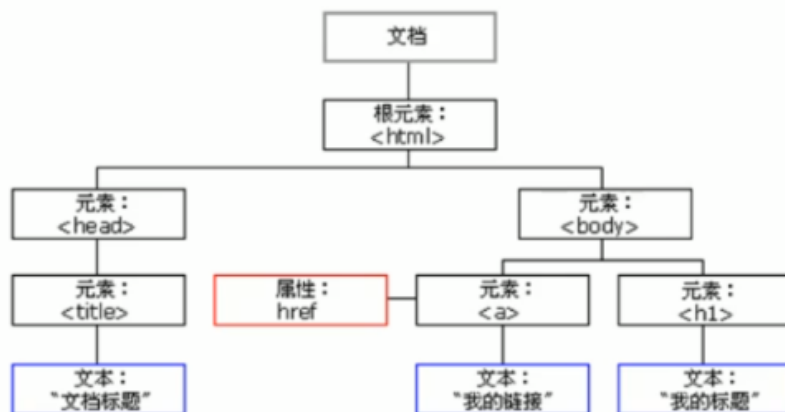 文档
根元素：
<html>
元素：
<head>
元素：
<body>
元素：
<title>
属性：
href
元素：
<a>
元素：
<h1>
文本：
"文档标题"
文本：
"我的链接"
文本：
"我的标题"